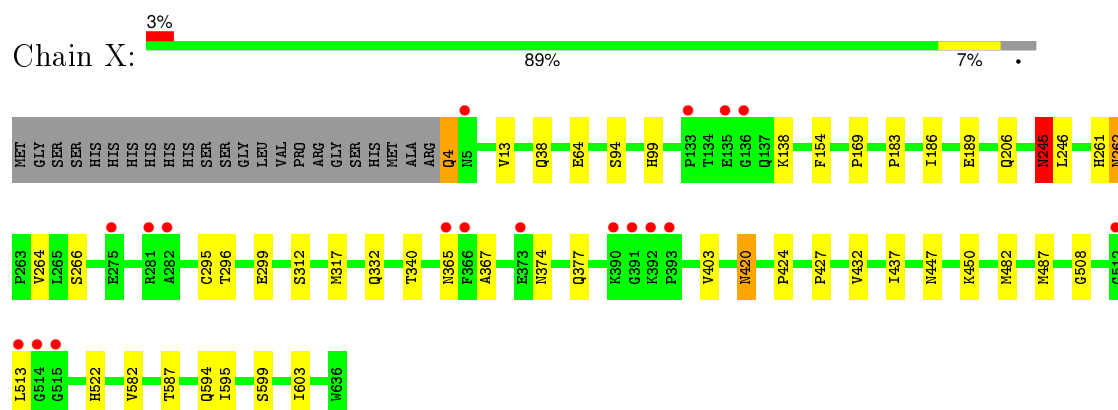 3%
Chain X:
89%
7%
•
MET GLY SER SER HIS HIS HIS HIS HIS HIS SER SER GLY LEU VAL PRO ARG GLY SER HIS MET ALA ARG Q4 N5 V13 Q38 E64 S94 H99 P133 T134 E135 G136 Q137 K138 F154 P169 P183 I186 E189 Q206 N245 L246 H261 N262
P263 V264 L265 S266 E275 R281 A282 C295 T296 E299 S312 M317 Q332 T340 N365 F366 A367 E373 N374 Q377 K390 G391 K392 P393 V403 N420 P424 P427 V432 I437 N447 K450 M482 M487 G508 G512
L513 G514 G515 H522 V582 T587 Q594 I595 S599 I603 W636